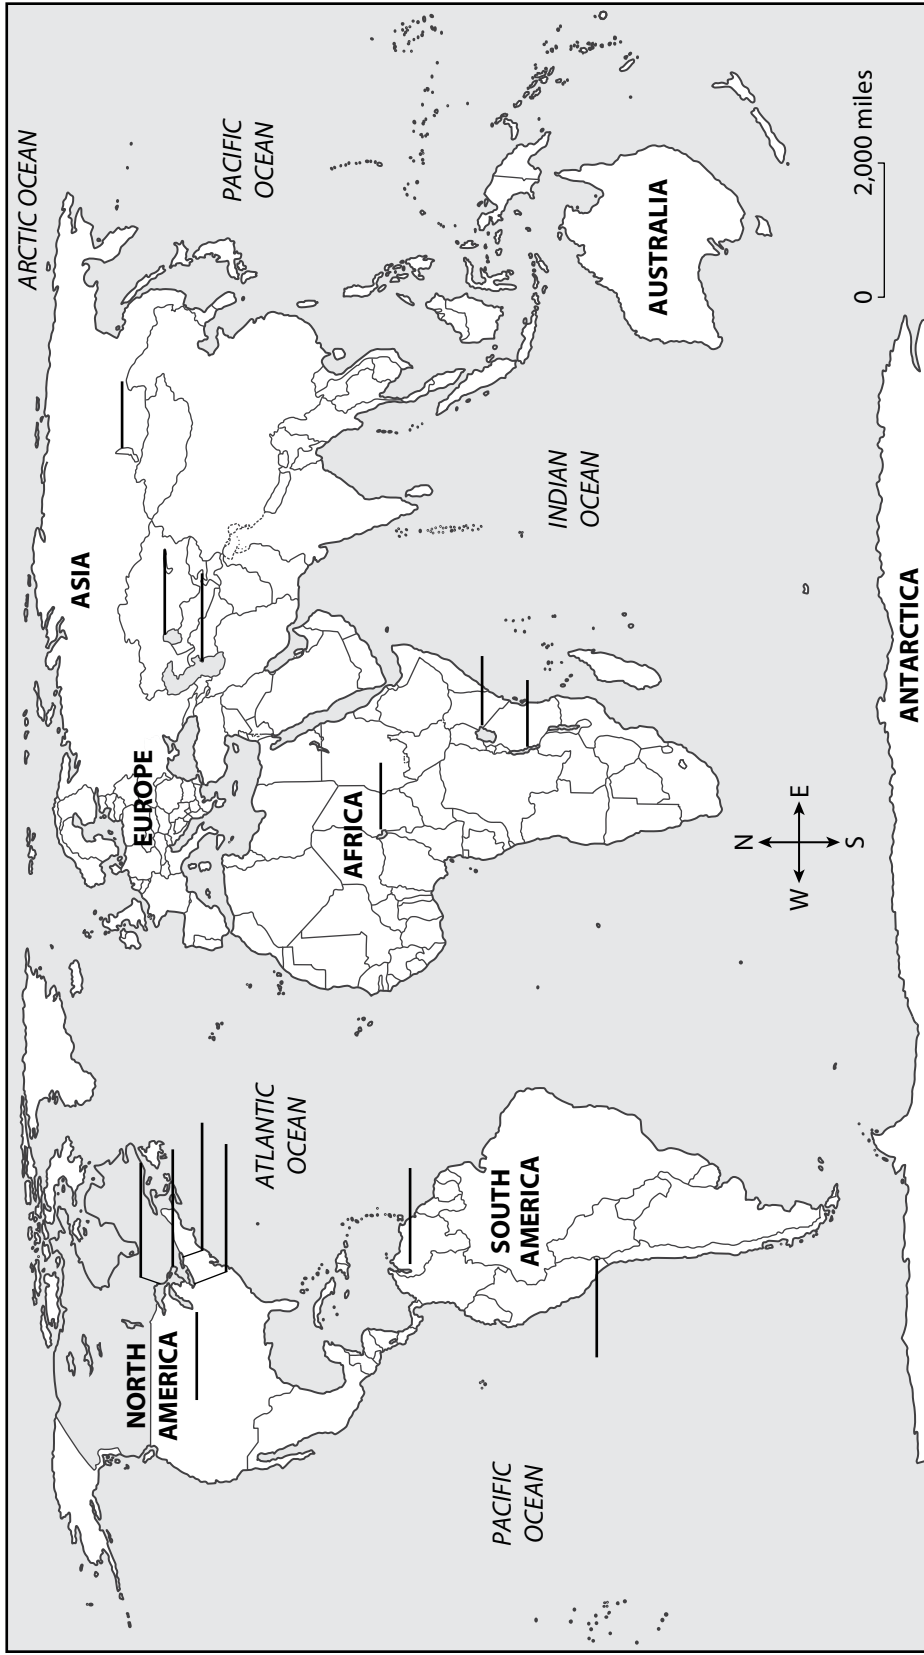 ARCTIC OCEAN
NORTH
AMERICA
EUROPE
ASIA
PACIFIC
OCEAN
ATLANTIC
OCEAN
AFRICA
PACIFIC
OCEAN
SOUTH
AMERICA
INDIAN
OCEAN
AUSTRALIA
N
W
E
S
0
2,000 miles
ANTARCTICA